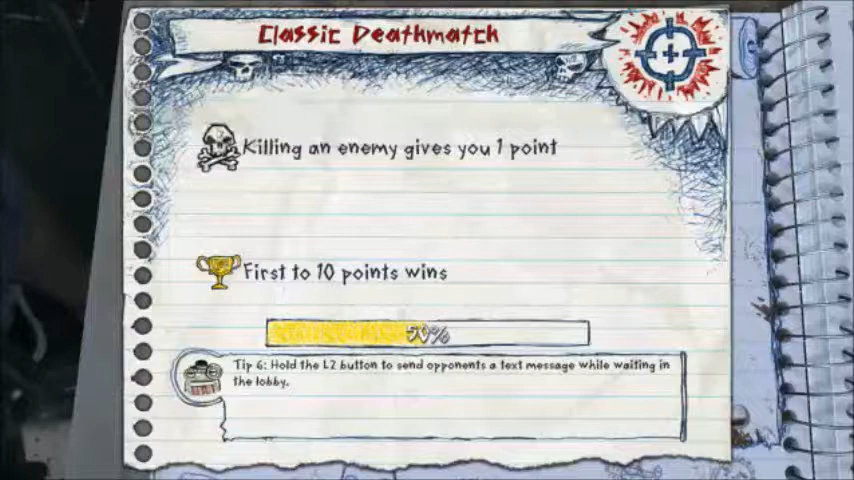 Classic Deathmatch
Killing an enemy gives you 1 point
First to 10 points wins
50%
Tip 6: Hold the L2 button to send opponents a text message while waiting in
the lobby.